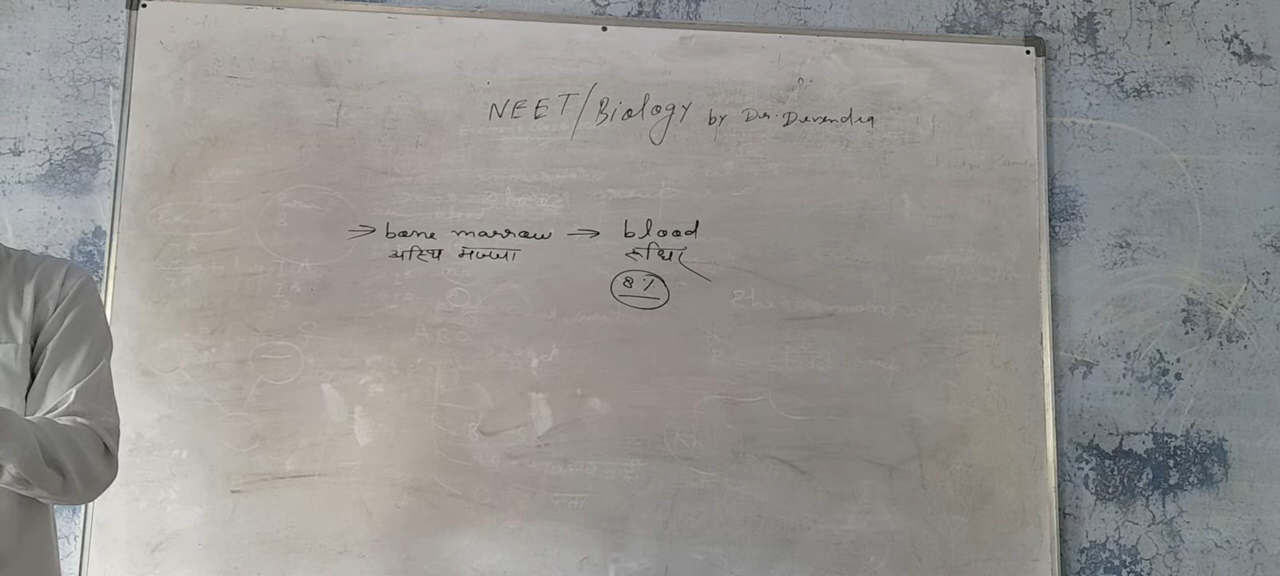 NEET/Biology by Dr. Devendra
→ bone marrow → blood
अस्थि मज्जा रुधिर
8%